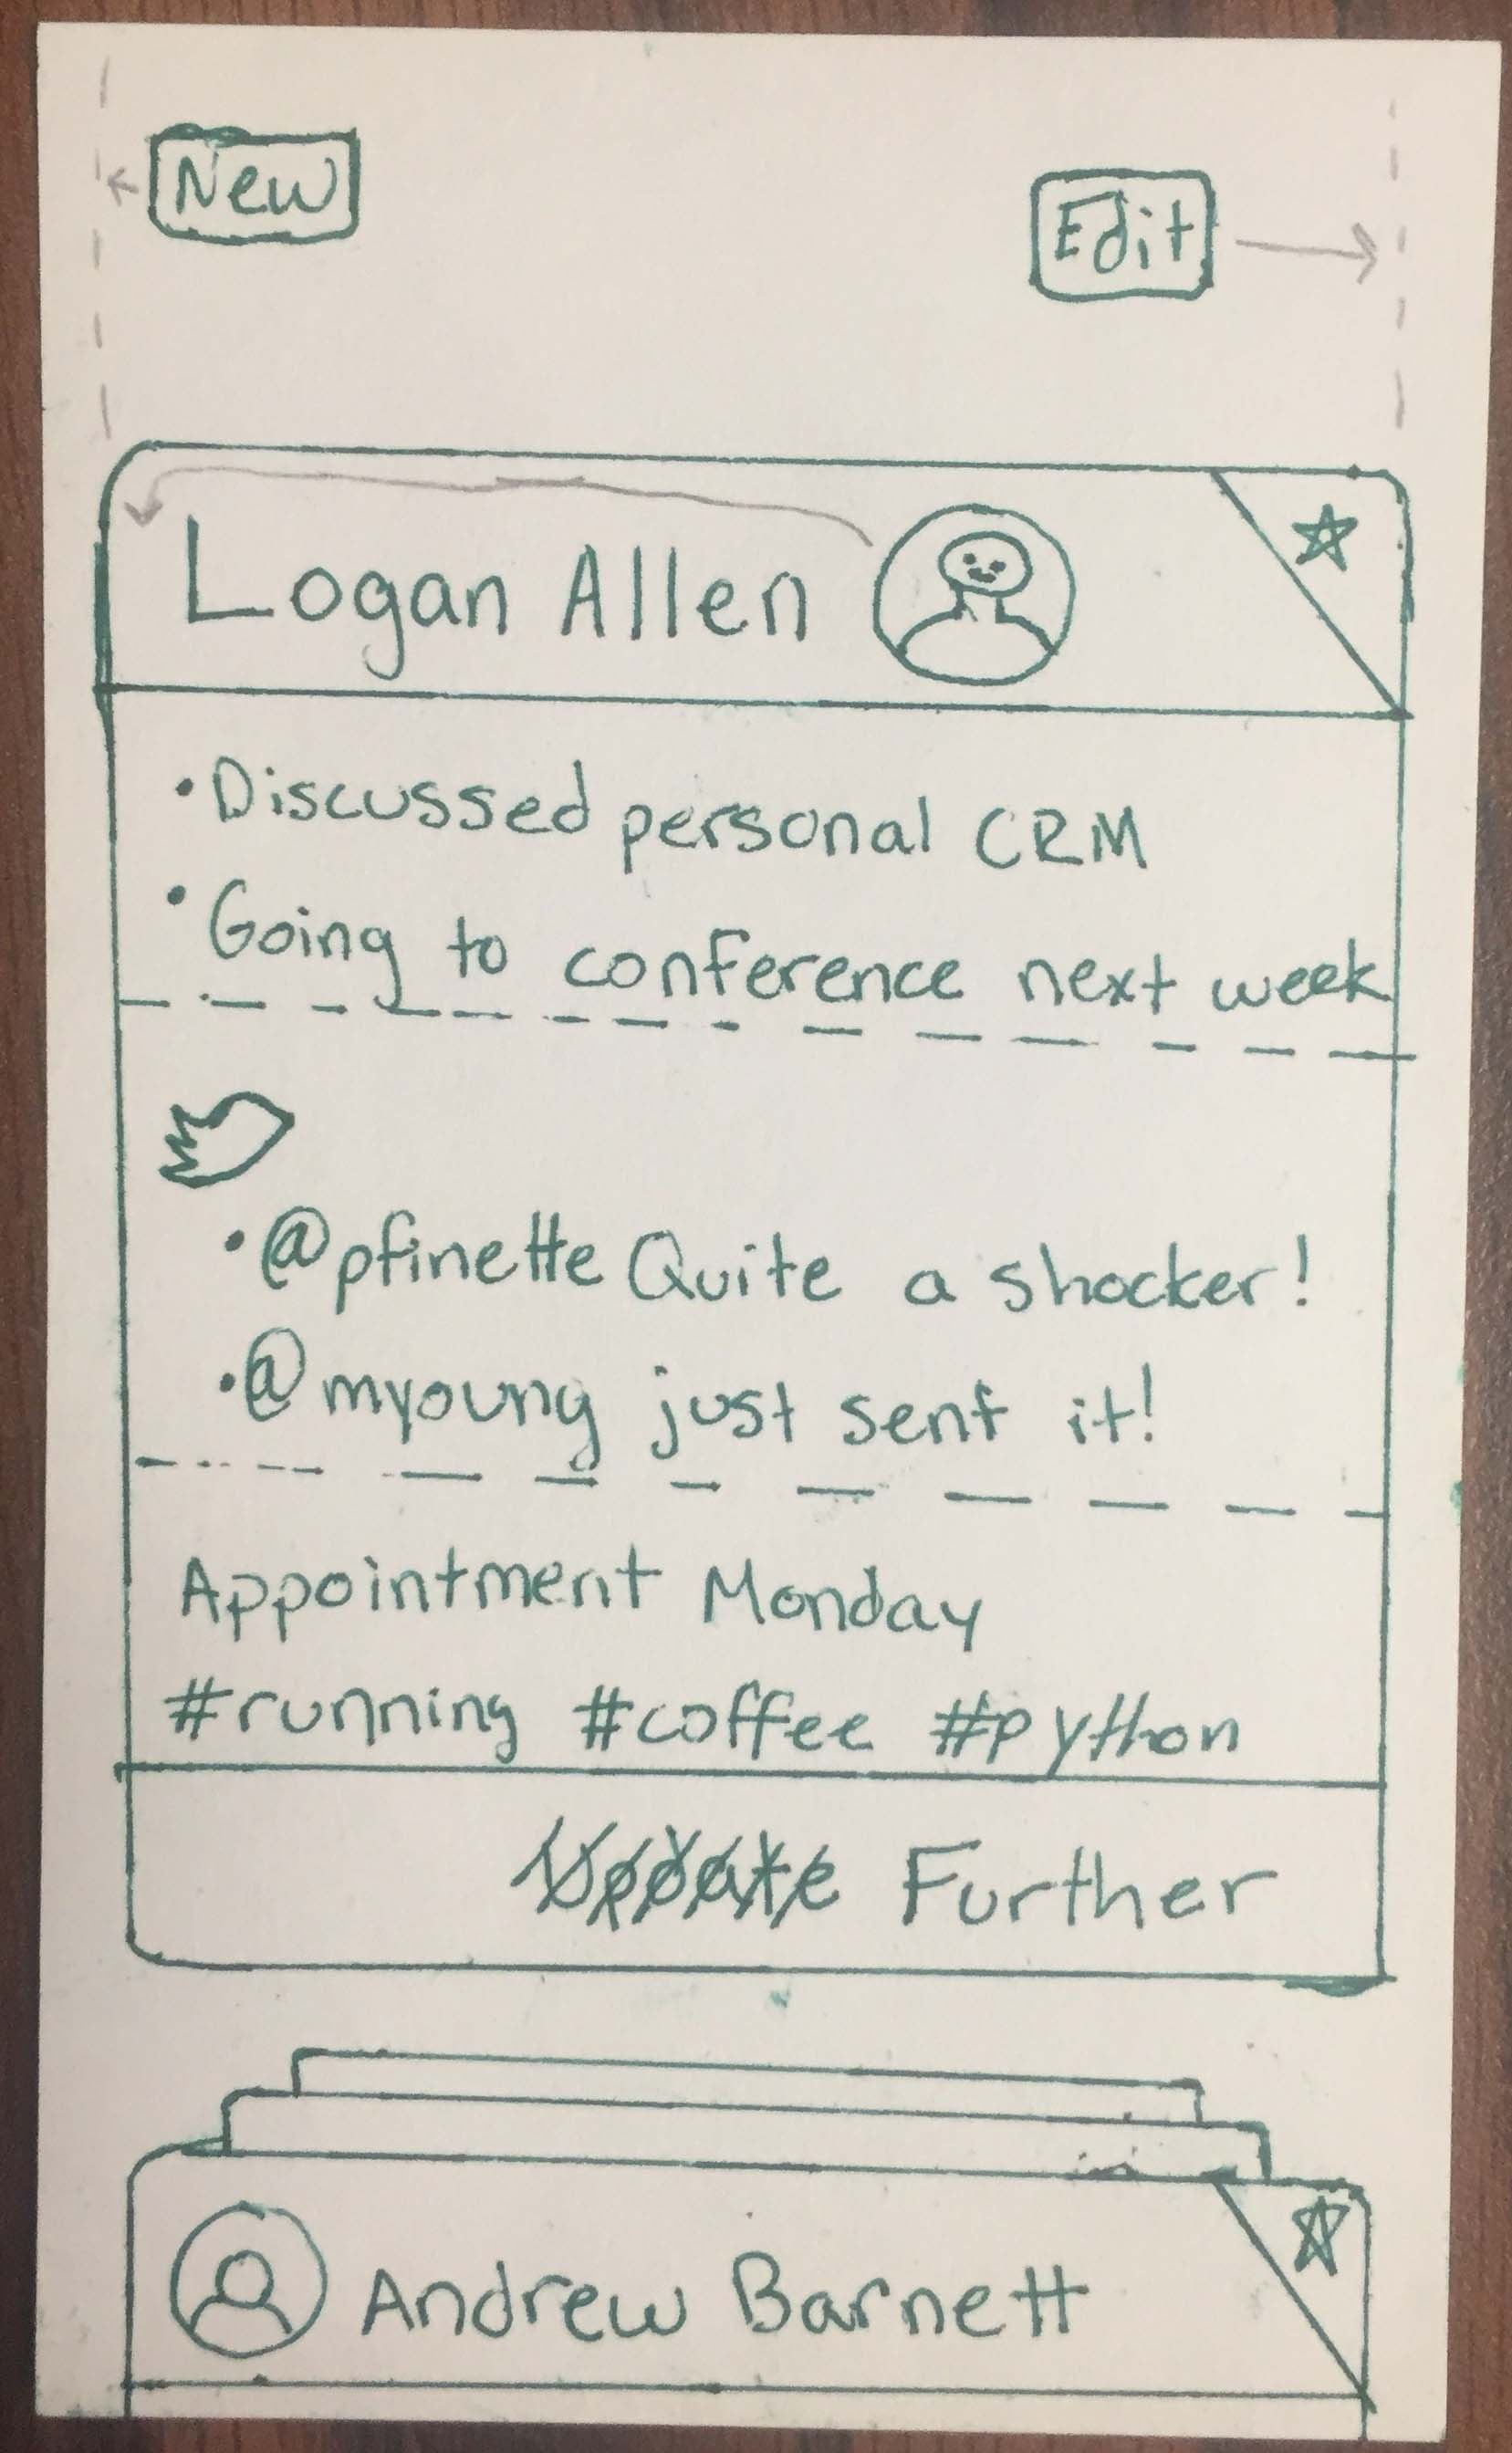 New
Edit
Logan Allen
•Discussed personal CRM
•Going to conference next week
•@pfinette Quite a shocker!
•@myoung just sent it!
Appointment Monday
#running #coffee #python
Update Further
Andrew Barnett